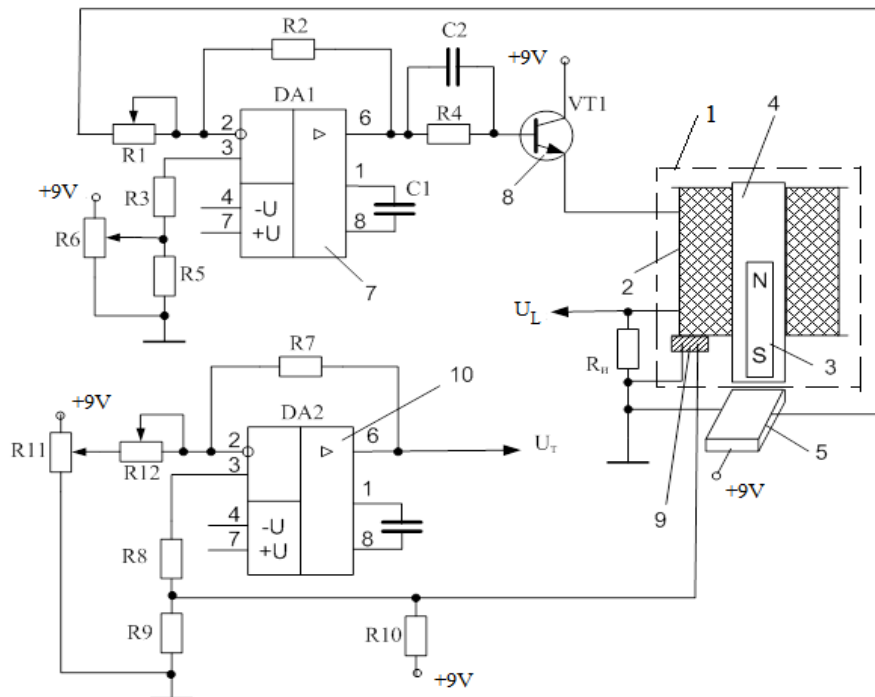 R2
C2
+9V
DA1
VT1
1
4
2
6
R4
R1
3
8
R3
1
C1
+9V
4
-U
7
+U
8
R6
R5
7
2
N
U_L
S
3
R7
R_н
10
DA2
+9V
5
R11
2
6
U_т
R12
3
+9V
9
1
4
-U
7
+U
8
R8
R9
R10
+9V